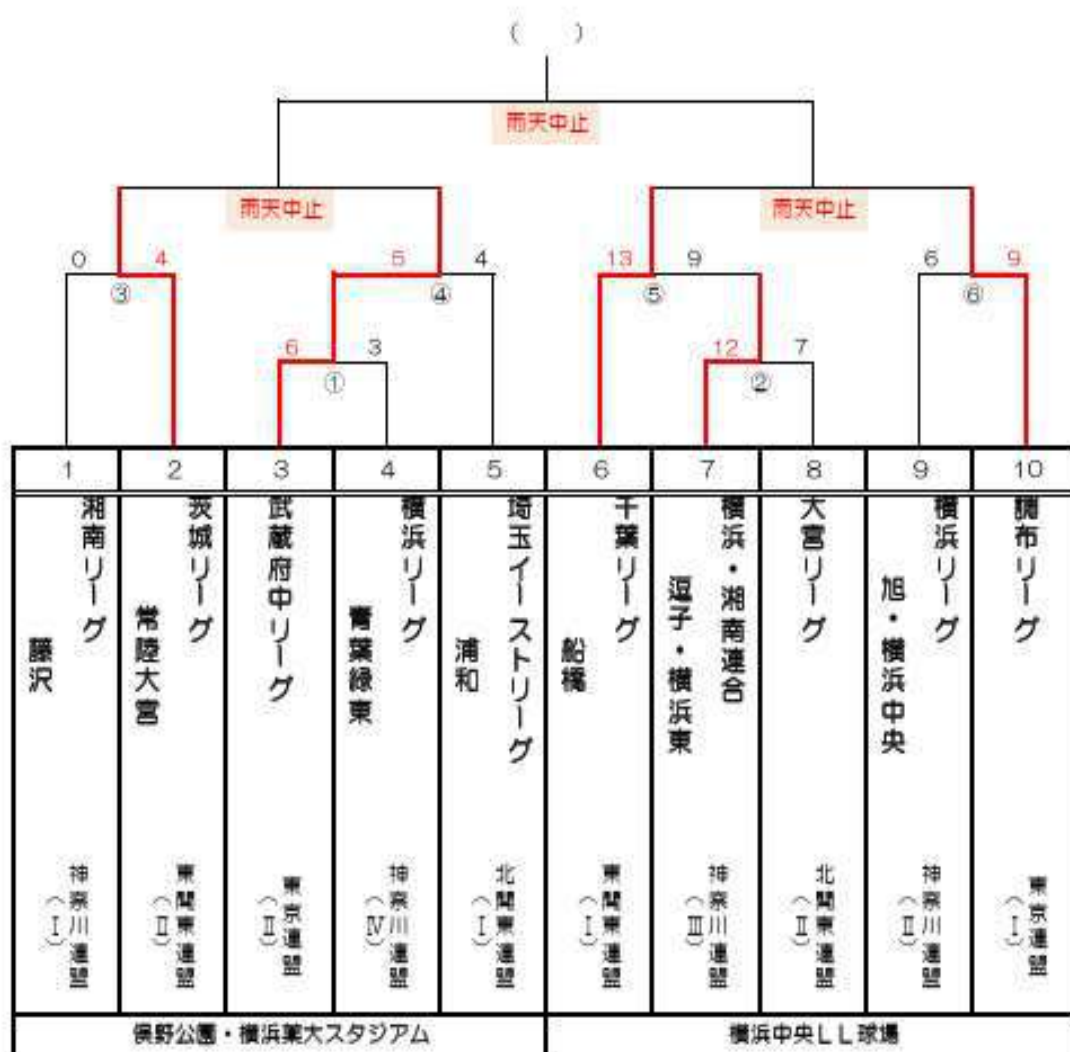 ( )
雨天中止
雨天中止
雨天中止
0 4 5 4 13 9 6 9
③ ④ ⑤ ⑥
6 3 12 7
① ②
1 2 3 4 5 6 7 8 9 10
湘南リーグ
藤沢
神奈川連盟
(Ⅰ)
茨城リーグ
常陸大宮
東関東連盟
(Ⅱ)
武蔵府中リーグ
東京連盟
(Ⅱ)
横浜リーグ
青葉緑東
神奈川連盟
(Ⅳ)
埼玉イーストリーグ
浦和
北関東連盟
(Ⅰ)
千葉リーグ
船橋
東関東連盟
(Ⅰ)
横浜・湘南連合
逗子・横浜東
神奈川連盟
(Ⅲ)
大宮リーグ
北関東連盟
(Ⅱ)
横浜リーグ
旭・横浜中央
神奈川連盟
(Ⅱ)
調布リーグ
東京連盟
(Ⅰ)
俣野公園・横浜薬大スタジアム
横浜中央LL球場